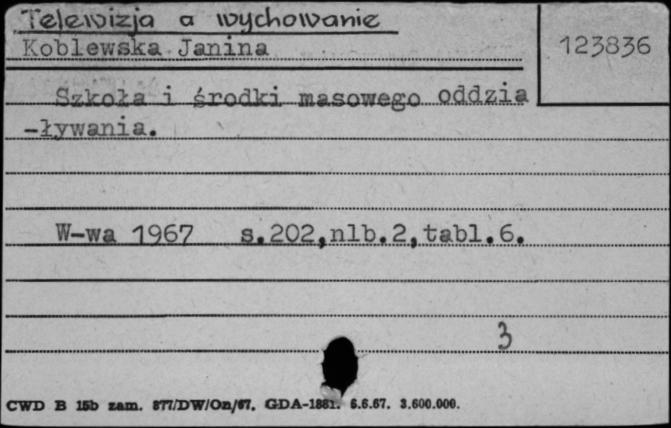 Telewizja a wychowanie
Koblewska Janina
123836
Szkoła i środki masowego oddzia
-ływania.
W-wa 1967 s.202,nlb.2,tabl.6.
3
CWD B 15b zam. 877/DW/On/67. GDA-1881. 6.6.67. 3.600.000.